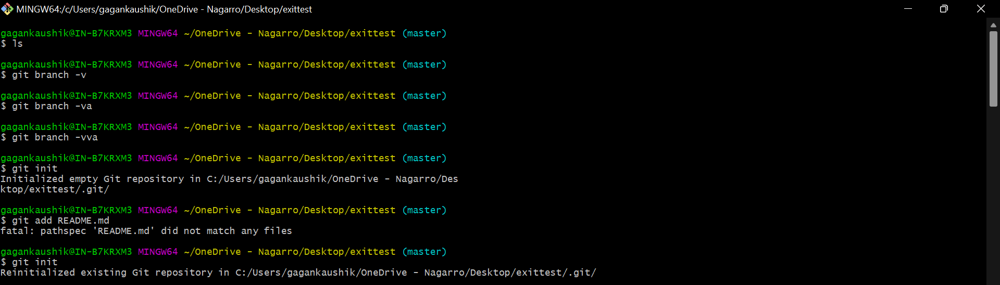 MINGW64:/c/Users/gagankaushik/OneDrive - Nagarro/Desktop/exittest
gagankaushik@IN-B7KRXM3 MINGW64 ~/OneDrive - Nagarro/Desktop/exittest (master)
$ ls
gagankaushik@IN-B7KRXM3 MINGW64 ~/OneDrive - Nagarro/Desktop/exittest (master)
$ git branch -v
gagankaushik@IN-B7KRXM3 MINGW64 ~/OneDrive - Nagarro/Desktop/exittest (master)
$ git branch -va
gagankaushik@IN-B7KRXM3 MINGW64 ~/OneDrive - Nagarro/Desktop/exittest (master)
$ git branch -vva
gagankaushik@IN-B7KRXM3 MINGW64 ~/OneDrive - Nagarro/Desktop/exittest (master)
$ git init
Initialized empty Git repository in C:/Users/gagankaushik/OneDrive - Nagarro/Des
ktop/exittest/.git/
gagankaushik@IN-B7KRXM3 MINGW64 ~/OneDrive - Nagarro/Desktop/exittest (master)
$ git add README.md
fatal: pathspec 'README.md' did not match any files
gagankaushik@IN-B7KRXM3 MINGW64 ~/OneDrive - Nagarro/Desktop/exittest (master)
$ git init
Reinitialized existing Git repository in C:/Users/gagankaushik/OneDrive - Nagarro/Desktop/exittest/.git/